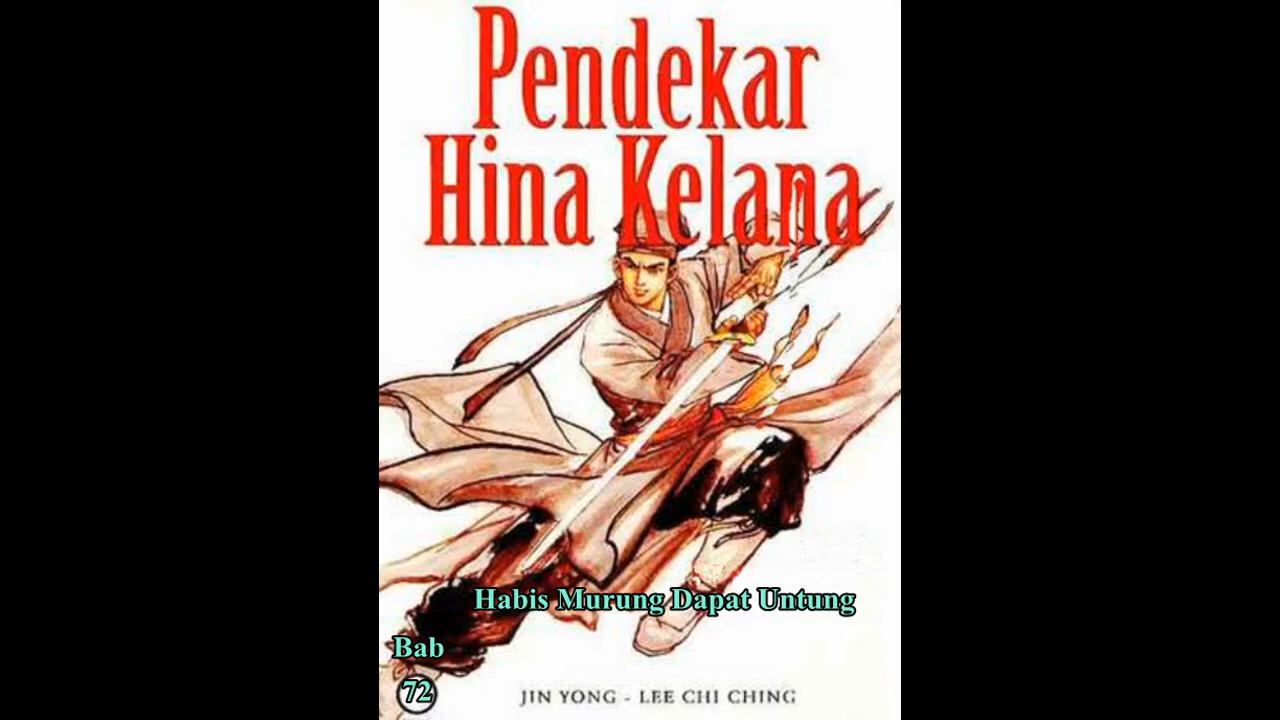 Pendekar
Hina Kelana
Habis Murung Dapat Untung
Bab
72
JIN YONG - LEE CHI CHING